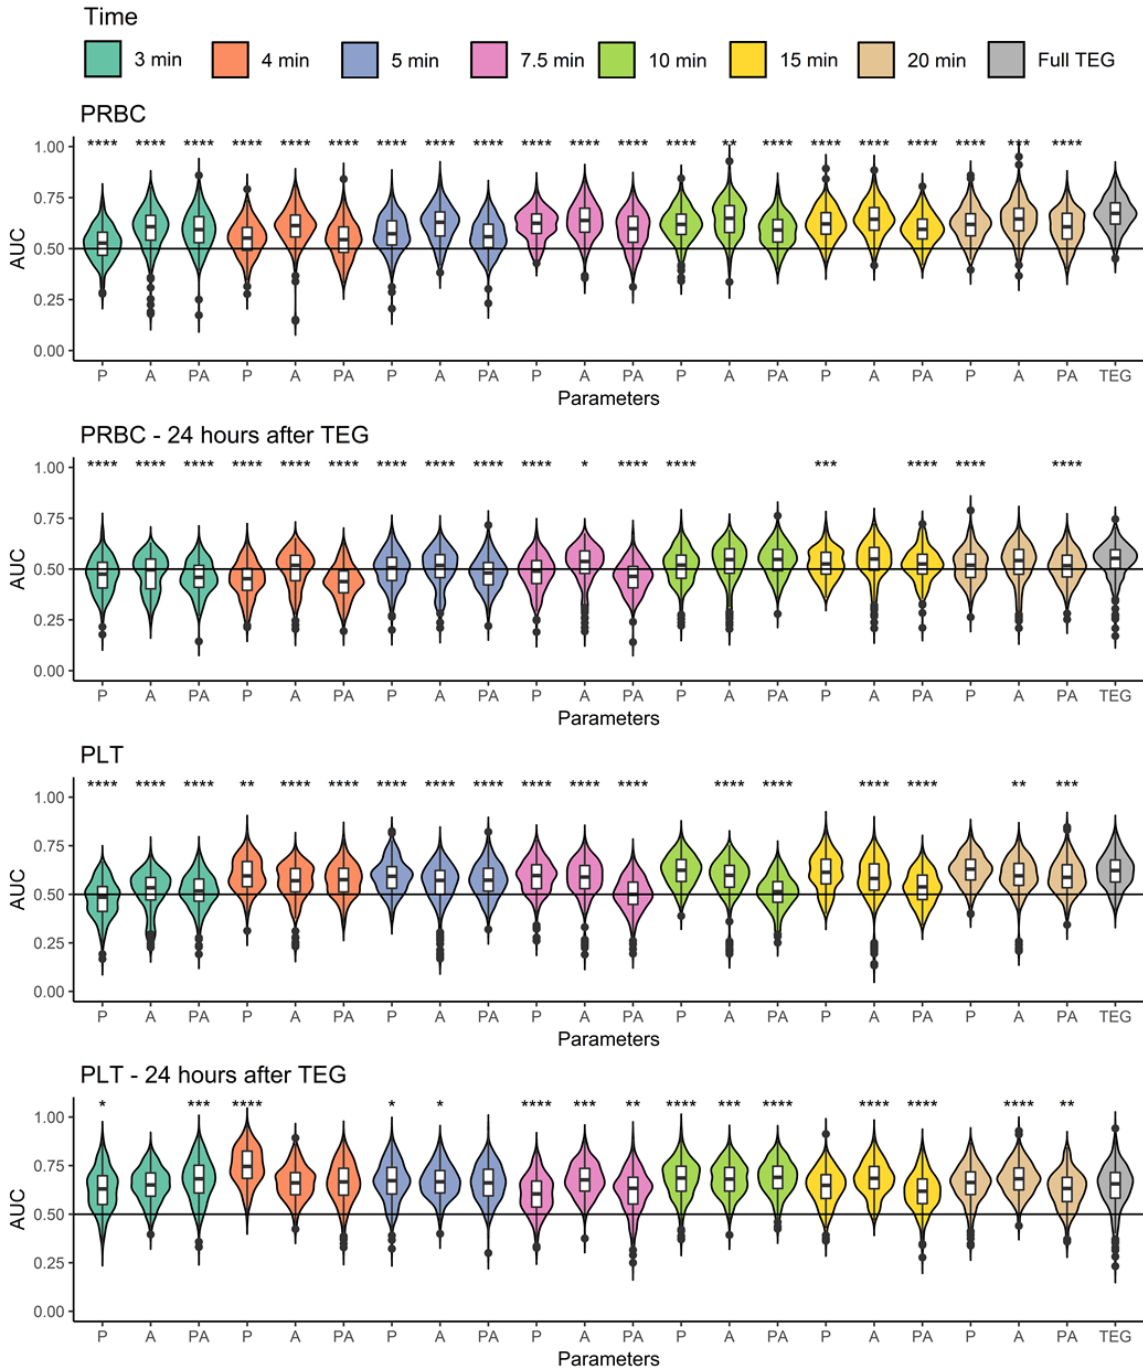 Time
3 min 4 min 5 min 7.5 min 10 min 15 min 20 min Full TEG
PRBC
**** **** **** **** **** **** **** **** **** **** **** **** **** ** **** **** **** **** **** *** ****
1.00
0.75
0.50
0.25
0.00
AUC
P A PA P A PA P A PA P A PA P A PA P A PA P A PA TEG
Parameters
PRBC - 24 hours after TEG
**** **** **** **** **** **** **** **** **** **** * **** **** *** **** **** ****
1.00
0.75
0.50
0.25
0.00
AUC
P A PA P A PA P A PA P A PA P A PA P A PA P A PA TEG
Parameters
PLT
**** **** **** ** **** **** **** **** **** **** **** **** **** **** **** **** ** ***
1.00
0.75
0.50
0.25
0.00
AUC
P A PA P A PA P A PA P A PA P A PA P A PA P A PA TEG
Parameters
PLT - 24 hours after TEG
* *** **** * * **** *** ** **** *** **** **** **** **** **
1.00
0.75
0.50
0.25
0.00
AUC
P A PA P A PA P A PA P A PA P A PA P A PA P A PA TEG
Parameters